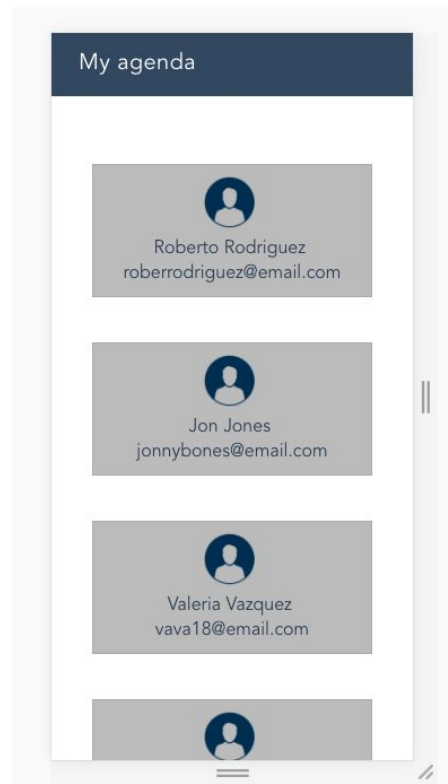 My agenda
Roberto Rodriguez
roberrodriguez@email.com
Jon Jones
jonnybones@email.com
Valeria Vazquez
vava18@email.com